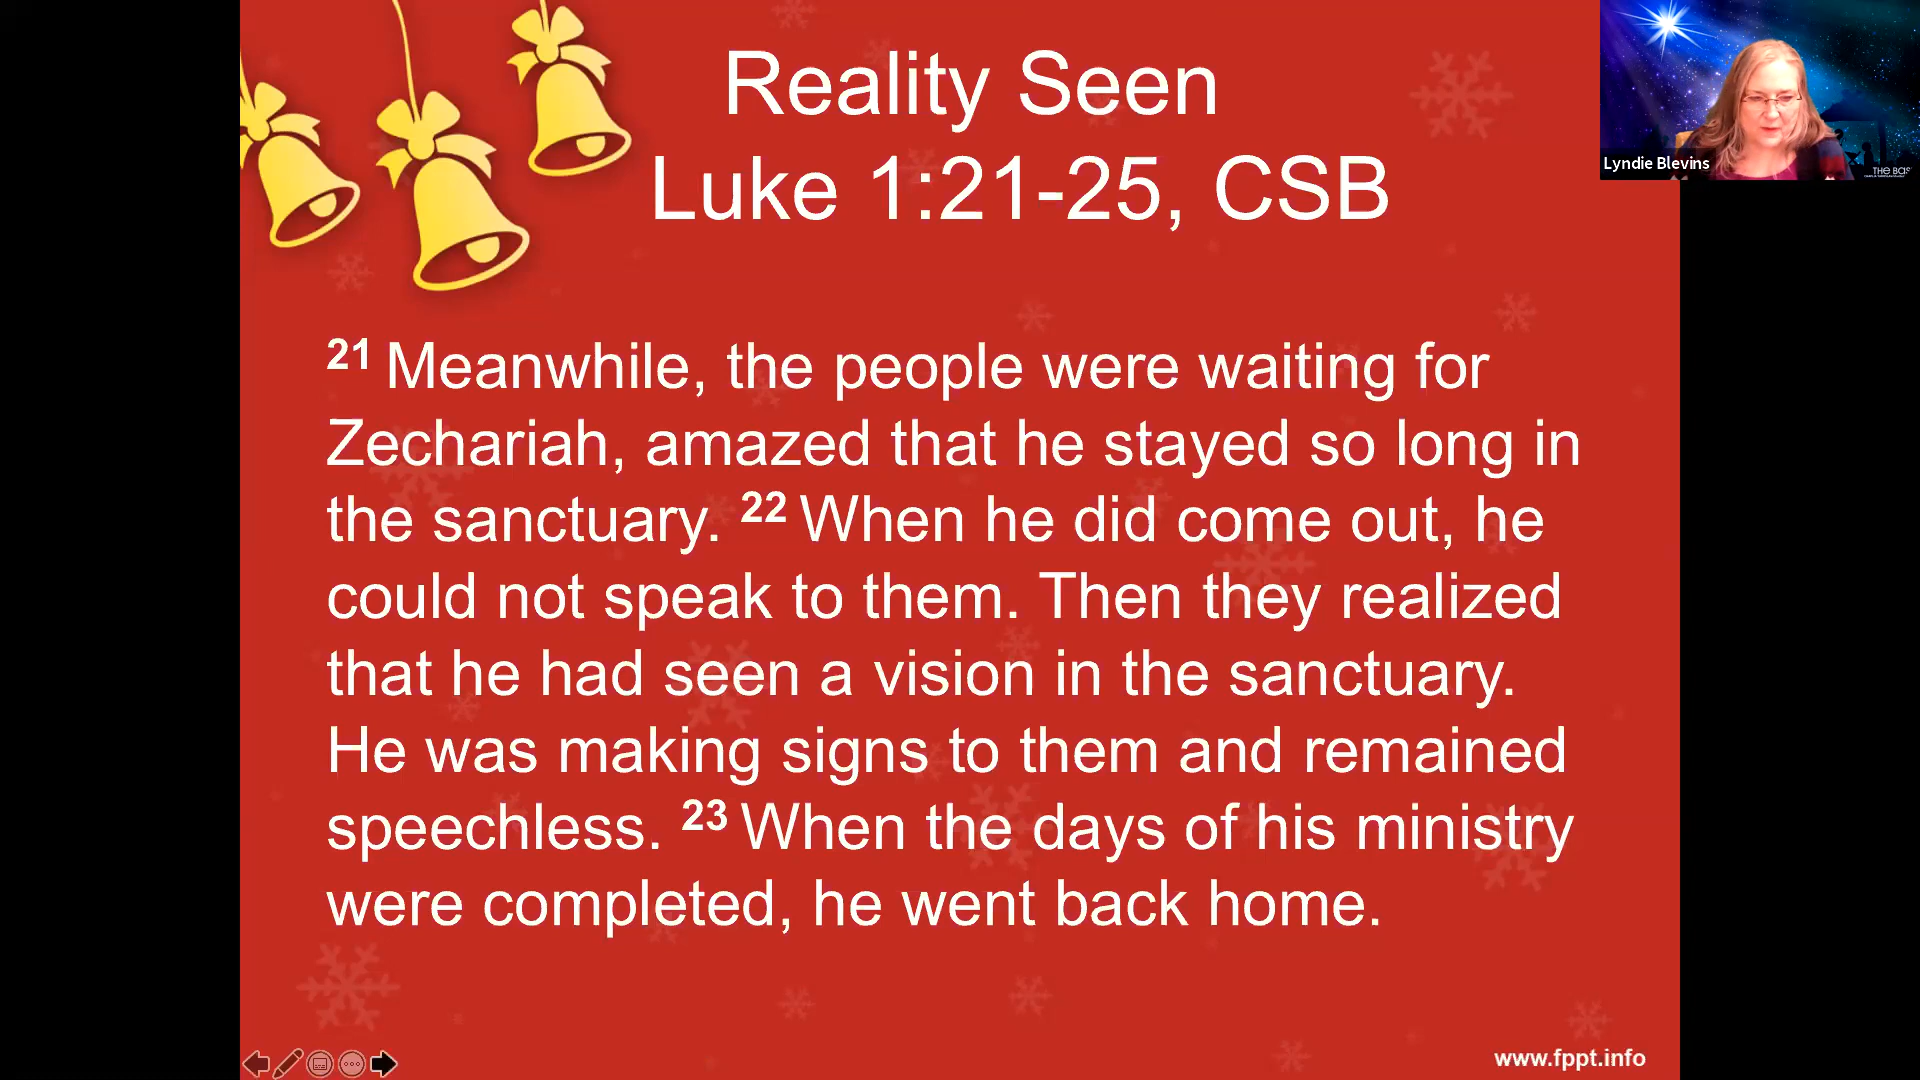 Reality Seen
Luke 1:21-25, CSB
21 Meanwhile, the people were waiting for
Zechariah, amazed that he stayed so long in
the sanctuary. 22 When he did come out, he
could not speak to them. Then they realized
that he had seen a vision in the sanctuary.
He was making signs to them and remained
speechless. 23 When the days of his ministry
were completed, he went back home.
www.fppt.info
Lyndie Blevins
THE BAS